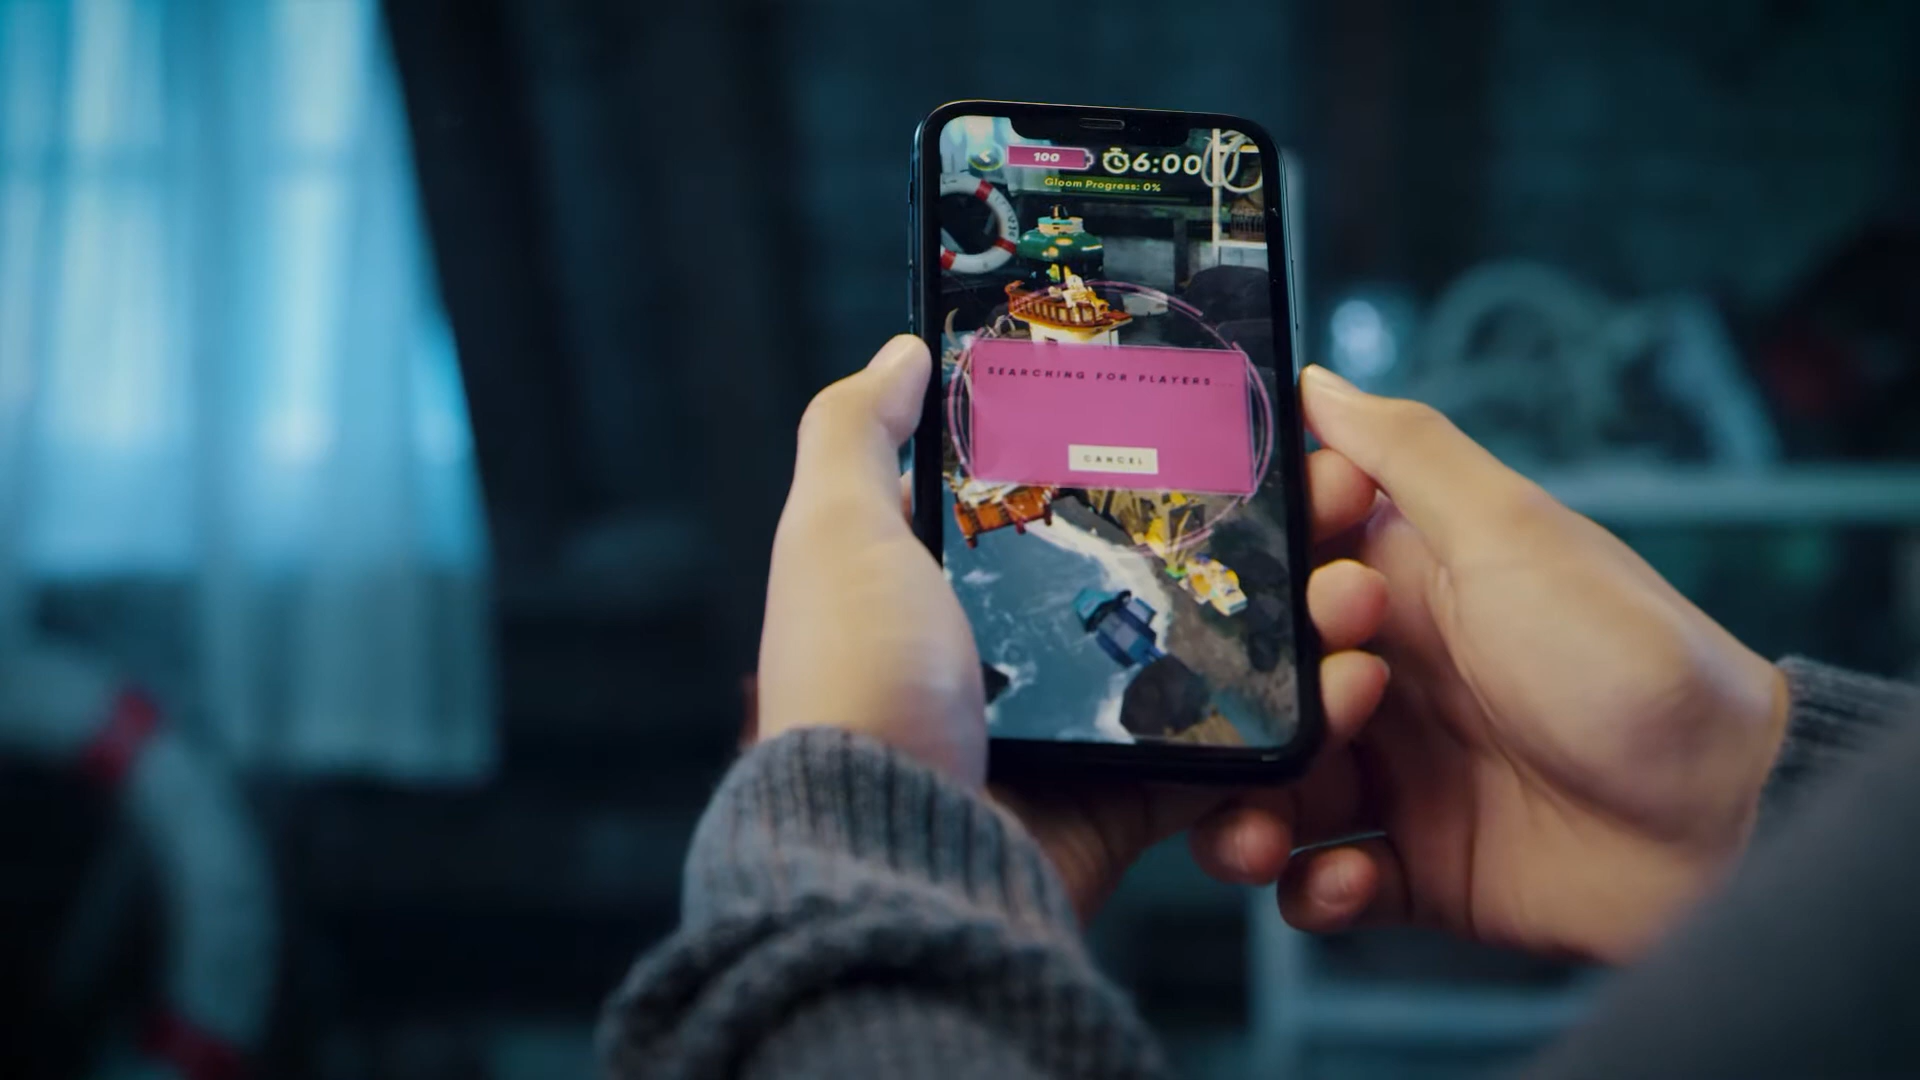 100
6:00
Gloom Progress: 0%
SEARCHING FOR PLAYERS...
CANCEL